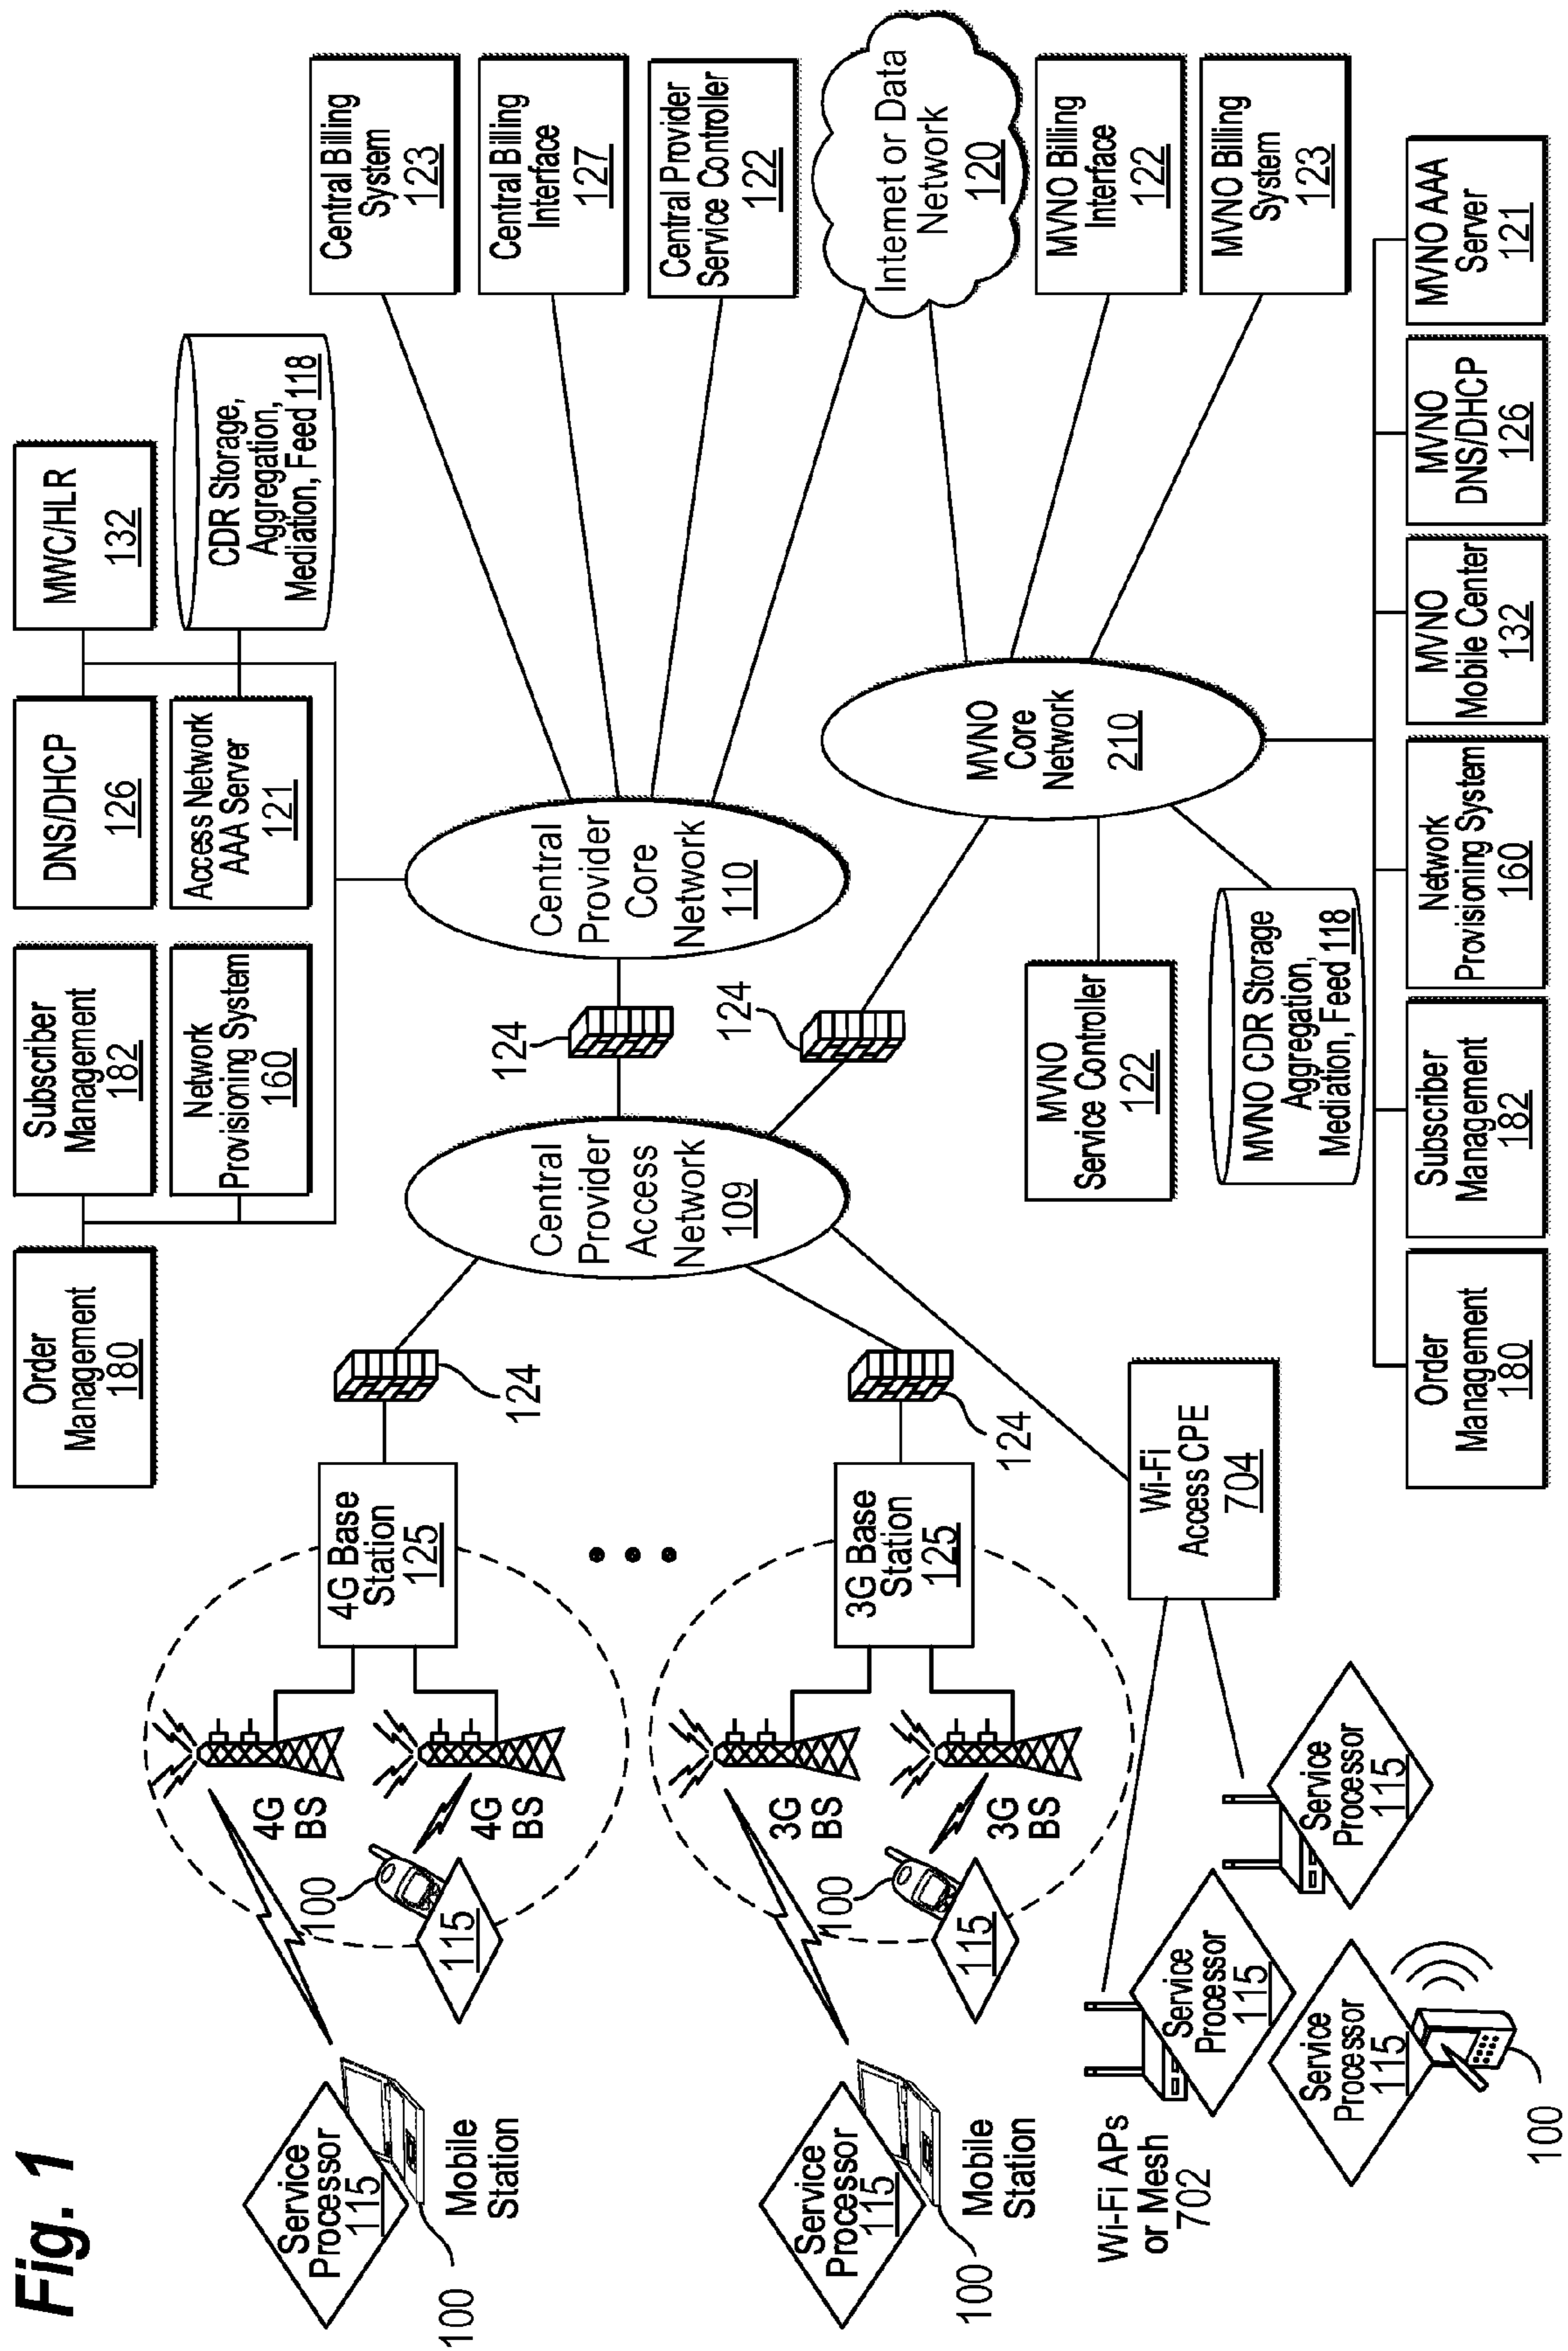 Fig. 1
Order
Management
180
Subscriber
Management
182
DNS/DHCP
126
MWC/HLR
132
Network
Provisioning System
160
Access Network
AAA Server
121
CDR Storage,
Aggregation,
Mediation, Feed 118
Central Billing
System
123
Central Billing
Interface
127
Central Provider
Service Controller
122
Internet or Data
Network
120
MVNO Billing
Interface
122
MVNO Billing
System
123
Central
Provider
Core
Network
110
Central
Provider
Access
Network
109
MVNO
Core
Network
210
124
124
124
124
4G Base
Station
125
4G
BS
4G
BS
100
115
Service
Processor
115
Mobile
Station
100
3G Base
Station
125
3G
BS
3G
BS
100
115
Service
Processor
115
Mobile
Station
100
Wi-Fi
Access CPE
704
Wi-Fi APs
or Mesh
702
Service
Processor
115
Service
Processor
115
Service
Processor
115
100
MVNO
Service Controller
122
MVNO CDR Storage
Aggregation,
Mediation, Feed 118
Order
Management
180
Subscriber
Management
182
Network
Provisioning System
160
MVNO
Mobile Center
132
MVNO
DNS/DHCP
126
MVNO AAA
Server
121